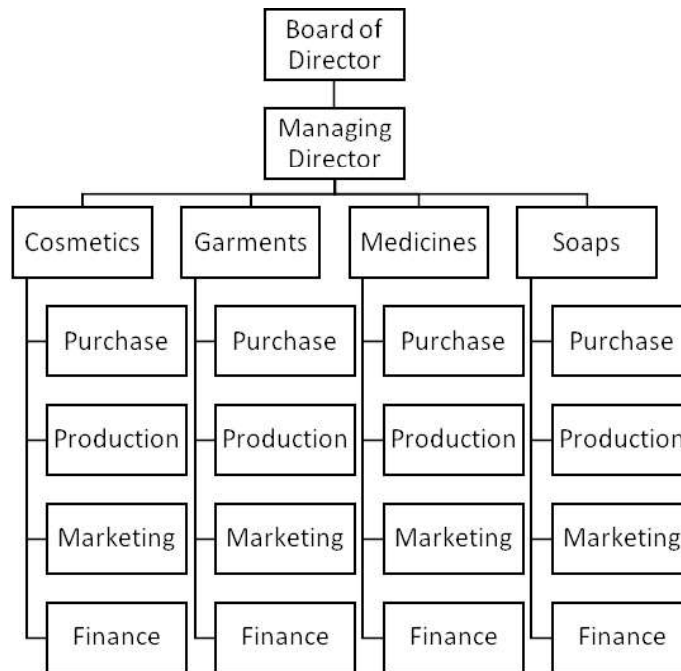 Board of
Director
Managing
Director
Cosmetics
Garments
Medicines
Soaps
Purchase
Purchase
Purchase
Purchase
Production
Production
Production
Production
Marketing
Marketing
Marketing
Marketing
Finance
Finance
Finance
Finance